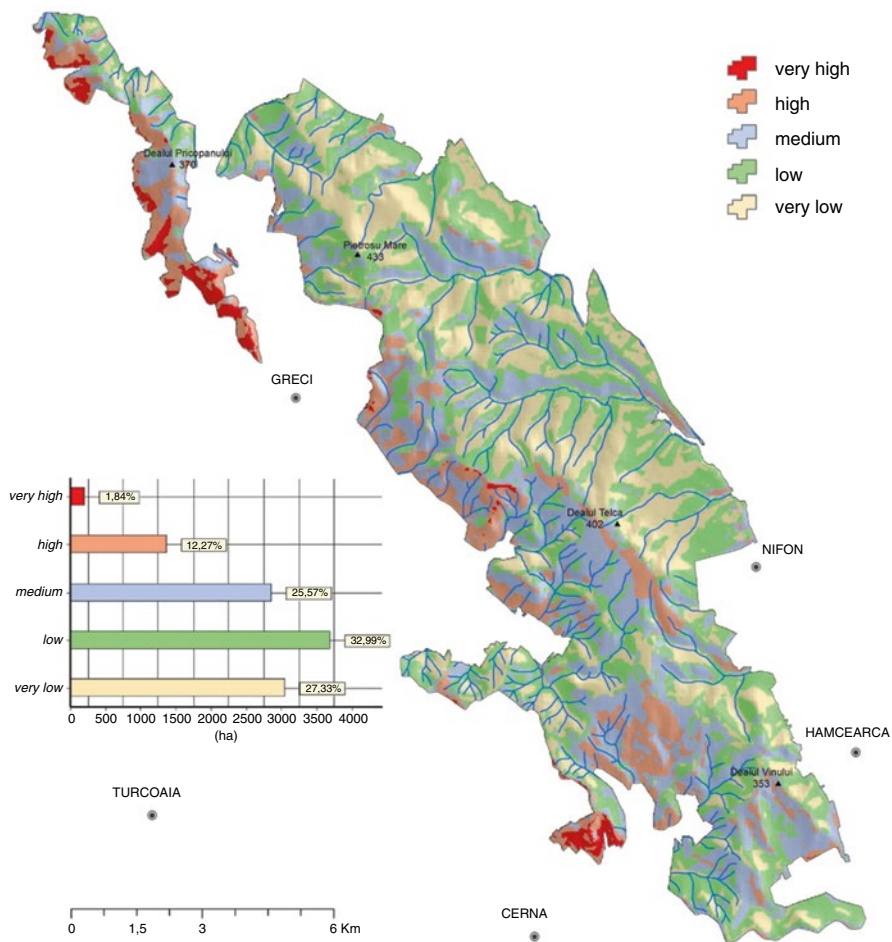 very high
high
medium
low
very low
Dealul Pricopanului
370
Pietrosu Mare
433
GRECI
very high
1,84%
high
12,27%
medium
25,57%
low
32,99%
very low
27,33%
0 500 1000 1500 2000 2500 3000 3500 4000
(ha)
Dealul Telca
402
NIFON
HAMCEARCA
Dealul Vinului
353
TURCOAIA
CERNA
0 1,5 3 6 Km